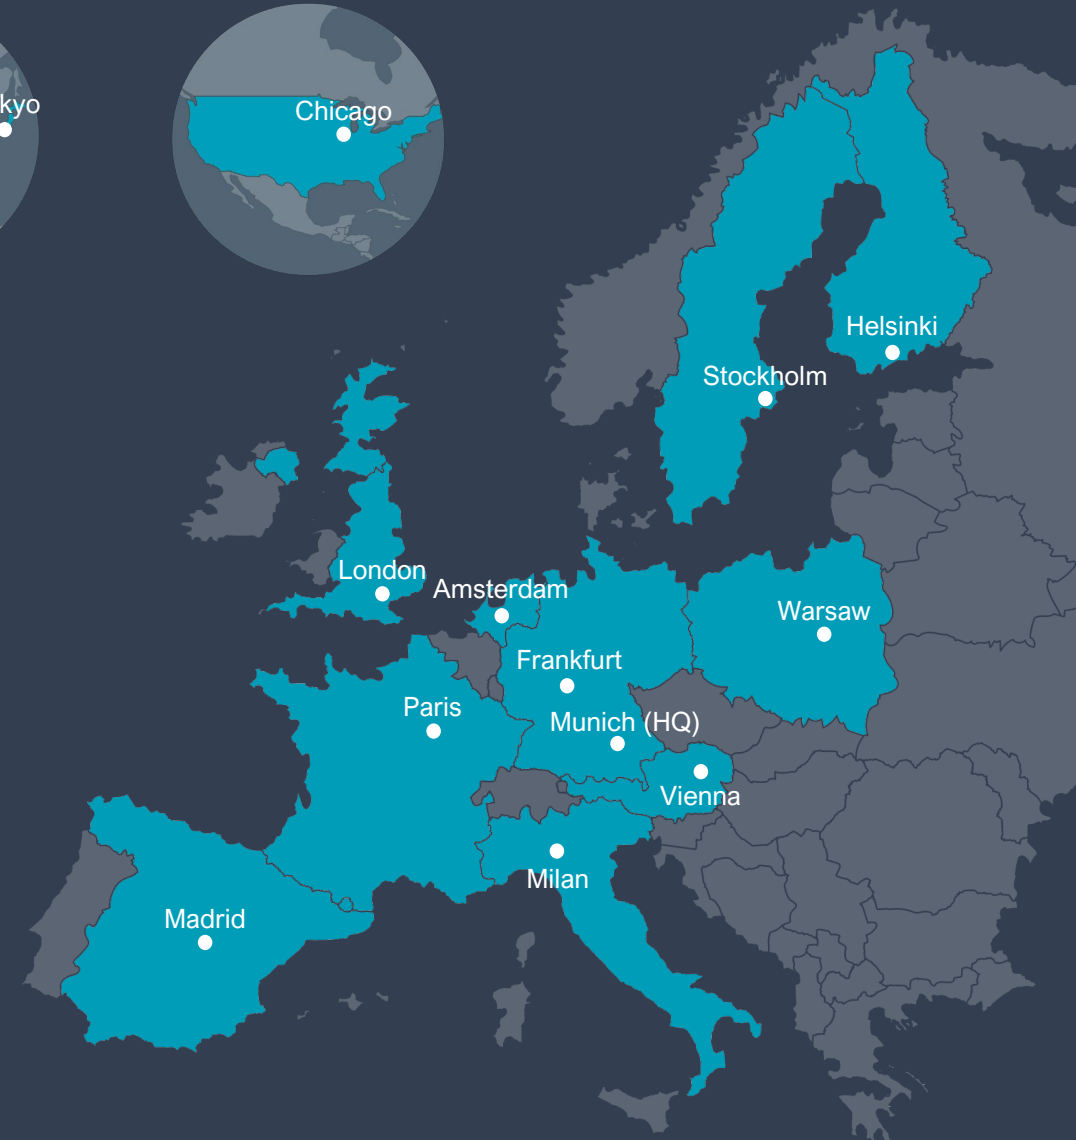 kyo
Chicago
Helsinki
Stockholm
London
Amsterdam
Warsaw
Frankfurt
Paris
Munich (HQ)
Vienna
Milan
Madrid